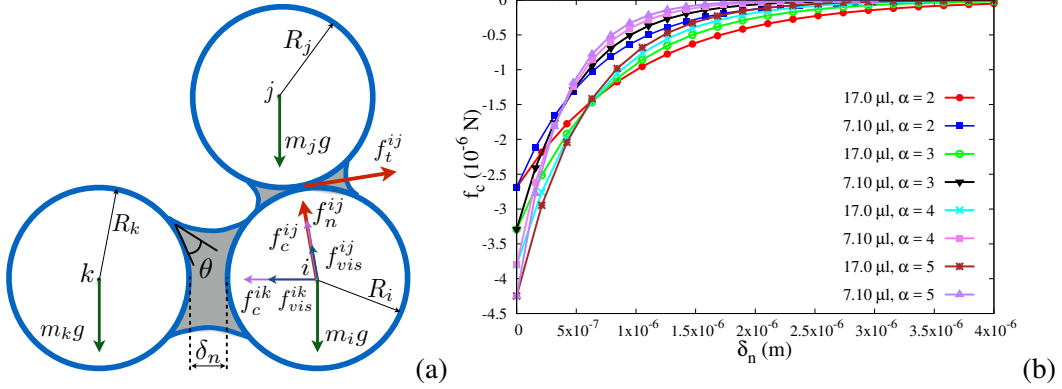 R_j
j
m_j g
f_t^{ij}
R_k
θ
k
m_k g
δ_n
f_n^{ij}
f_c^{ij}
f_{vis}^{ij}
i
f_c^{ik}
f_{vis}^{ik}
R_i
m_i g
(a)
f_c (10^{-6} N)
0
-0.5
-1
-1.5
-2
-2.5
-3
-3.5
-4
-4.5
17.0 μl, α = 2
7.10 μl, α = 2
17.0 μl, α = 3
7.10 μl, α = 3
17.0 μl, α = 4
7.10 μl, α = 4
17.0 μl, α = 5
7.10 μl, α = 5
0 5x10^{-7} 1x10^{-6} 1.5x10^{-6} 2x10^{-6} 2.5x10^{-6} 3x10^{-6} 3.5x10^{-6} 4x10^{-6}
δ_n (m)
(b)